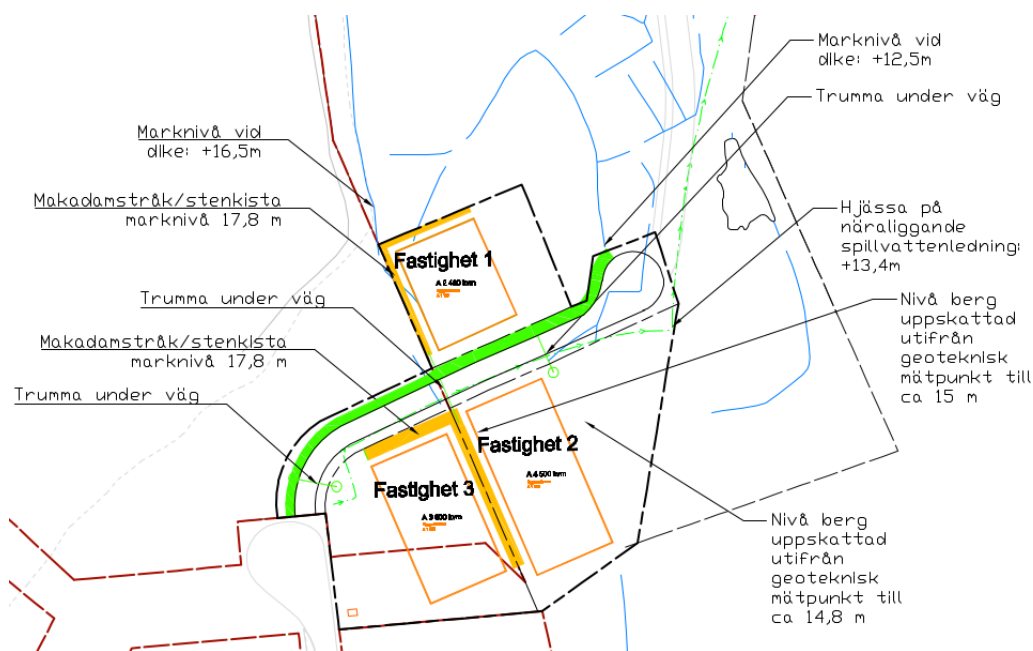 Marknivå vid
dike: +12,5m
Trumma under väg
Marknivå vid
dike: +16,5m
Makadamstråk/stenkista
marknivå 17,8 m
Hjässa på
näraliggande
spillvattenledning:
+13,4m
Fastighet 1
Trumma under väg
Nivå berg
uppskattad
utifrån
geoteknisk
mätpunkt till
ca 15 m
Makadamstråk/stenkista
marknivå 17,8 m
Trumma under väg
Fastighet 2
A 4 500 kvm
Fastighet 3
Nivå berg
uppskattad
utifrån
geoteknisk
mätpunkt till
ca 14,8 m